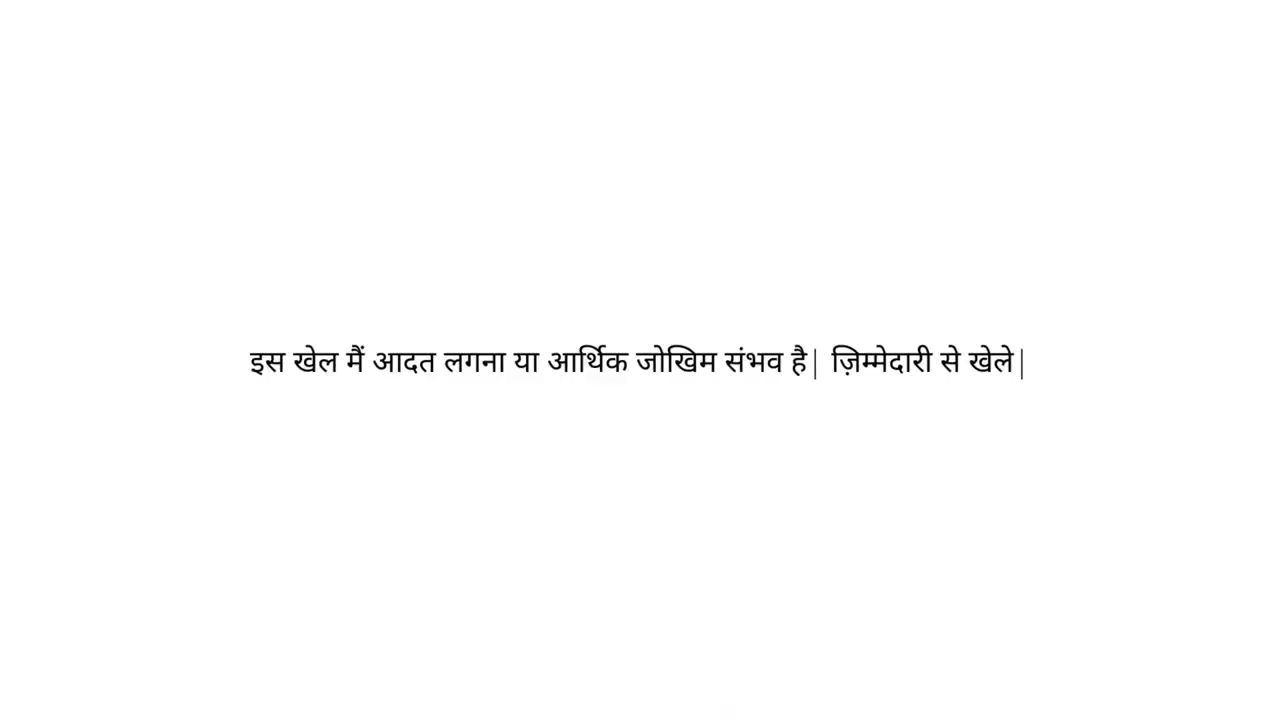 इस खेल मैं आदत लगना या आर्थिक जोखिम संभव है| ज़िम्मेदारी से खेले|